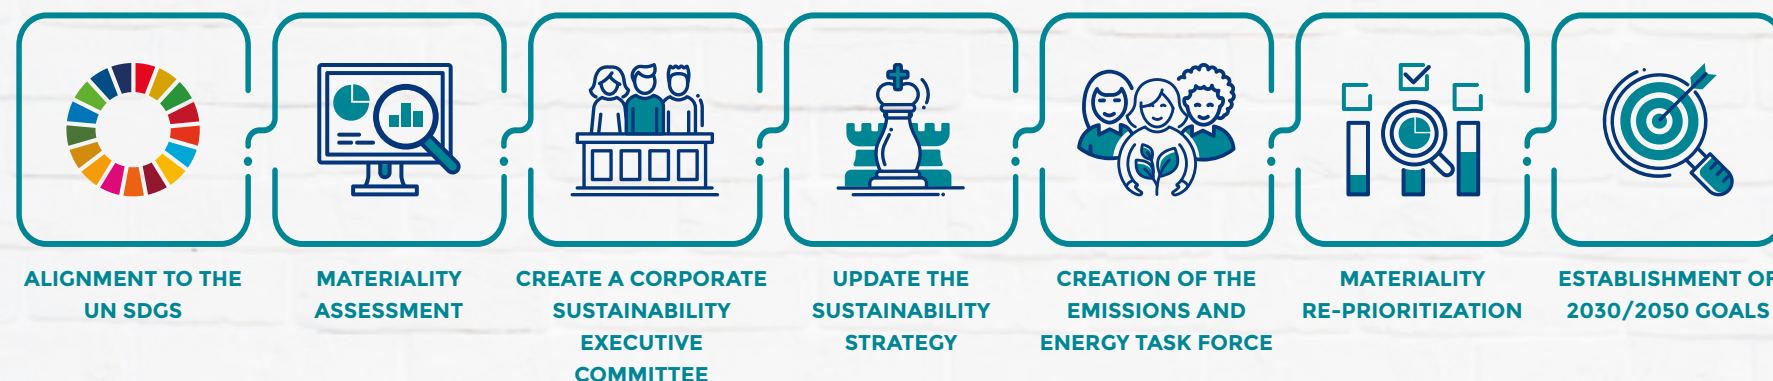 ALIGNMENT TO THE
UN SDGS
MATERIALITY
ASSESSMENT
CREATE A CORPORATE
SUSTAINABILITY
EXECUTIVE
COMMITTEE
UPDATE THE
SUSTAINABILITY
STRATEGY
CREATION OF THE
EMISSIONS AND
ENERGY TASK FORCE
MATERIALITY
RE-PRIORITIZATION
ESTABLISHMENT OF
2030/2050 GOALS